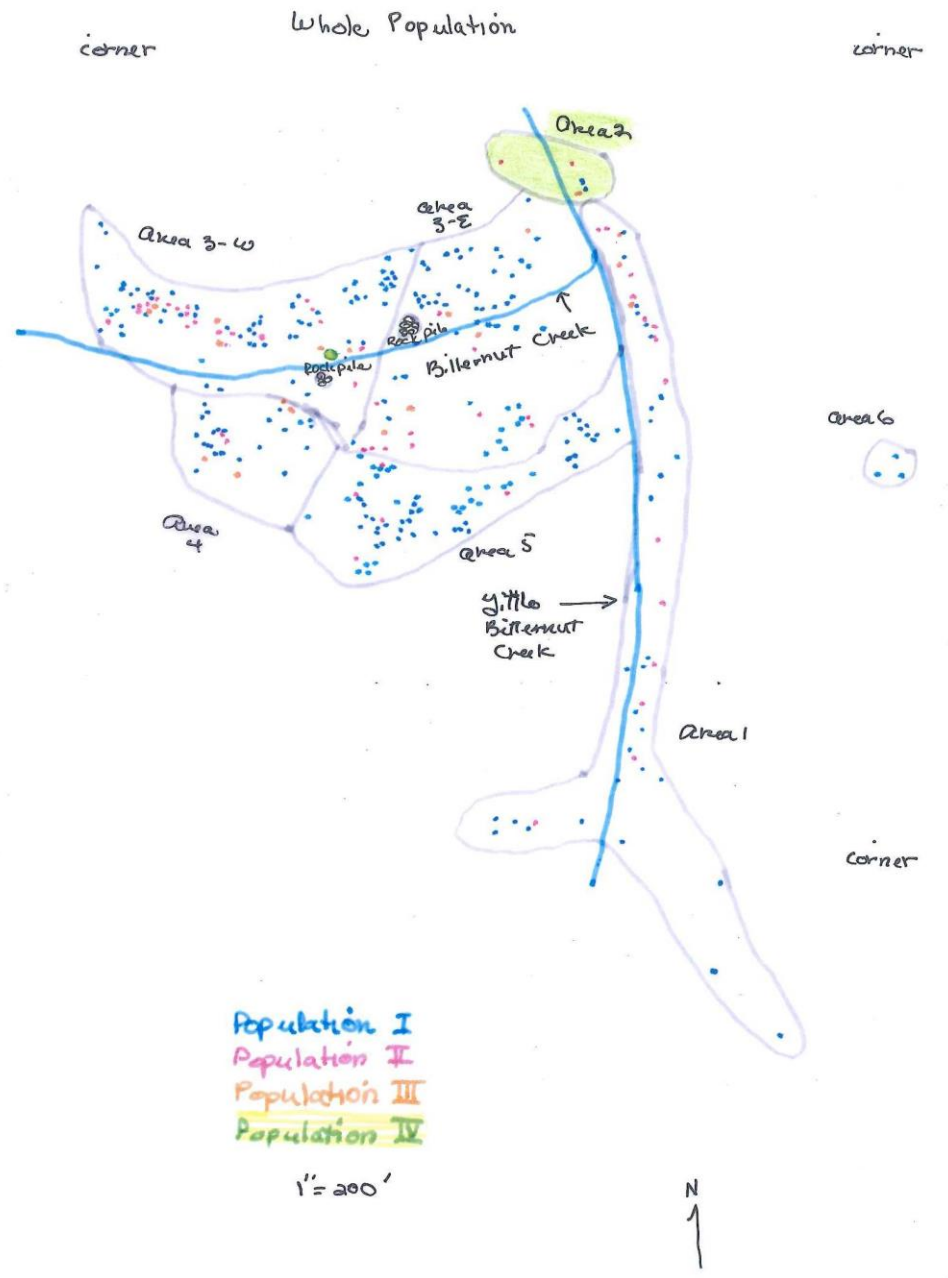 Whole Population
corner
corner
Area 2
area
3-E
Area 3-W
Rock pile
Rock pile
Bitternut Creek
area 6
Area
4
area 5
Little
Bitternut
Creek
Area 1
corner
Population I
Population II
Population III
Population IV
1"= 200'
N